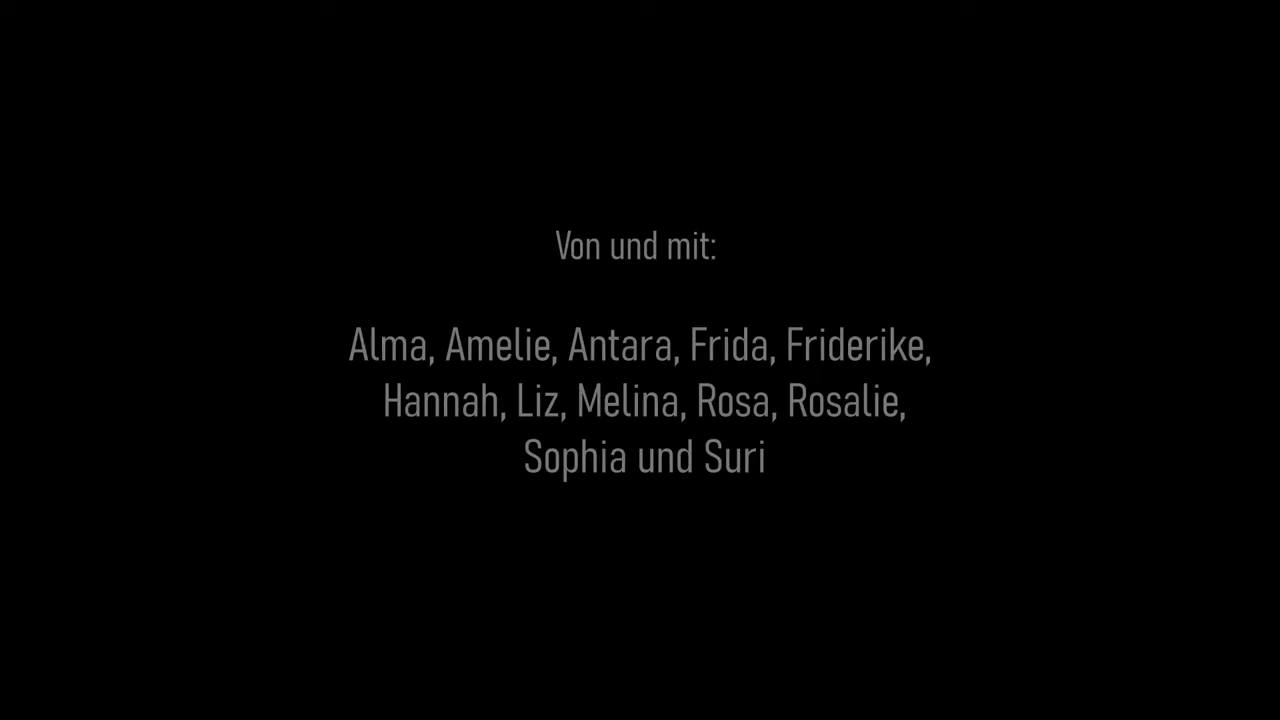 Von und mit:
Alma, Amelie, Antara, Frida, Friderike,
Hannah, Liz, Melina, Rosa, Rosalie,
Sophia und Suri